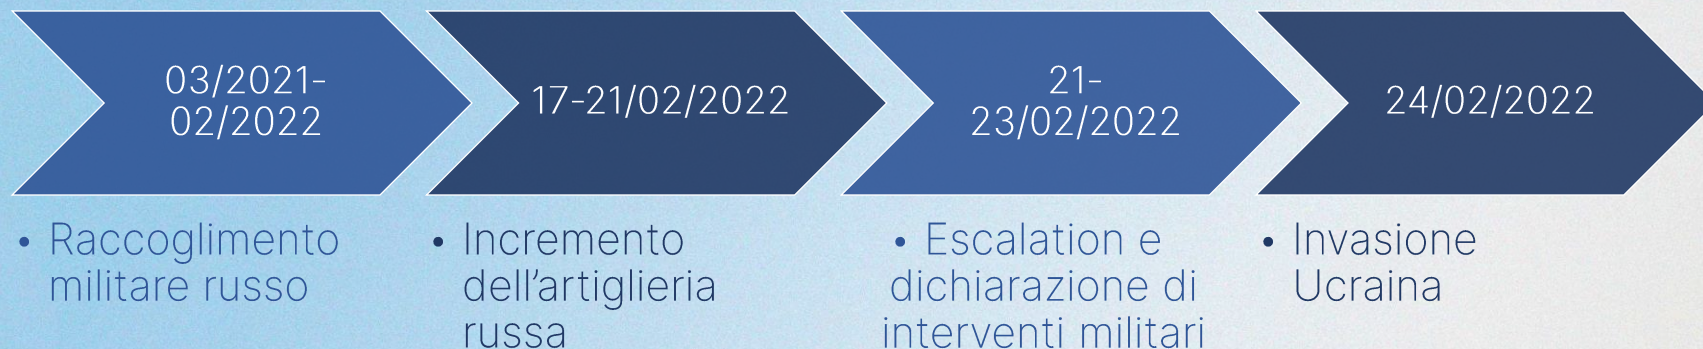 03/2021-
02/2022
17-21/02/2022
21-
23/02/2022
24/02/2022
• Raccoglimento
militare russo
• Incremento
dell’artiglieria
russa
• Escalation e
dichiarazione di
interventi militari
• Invasione
Ucraina